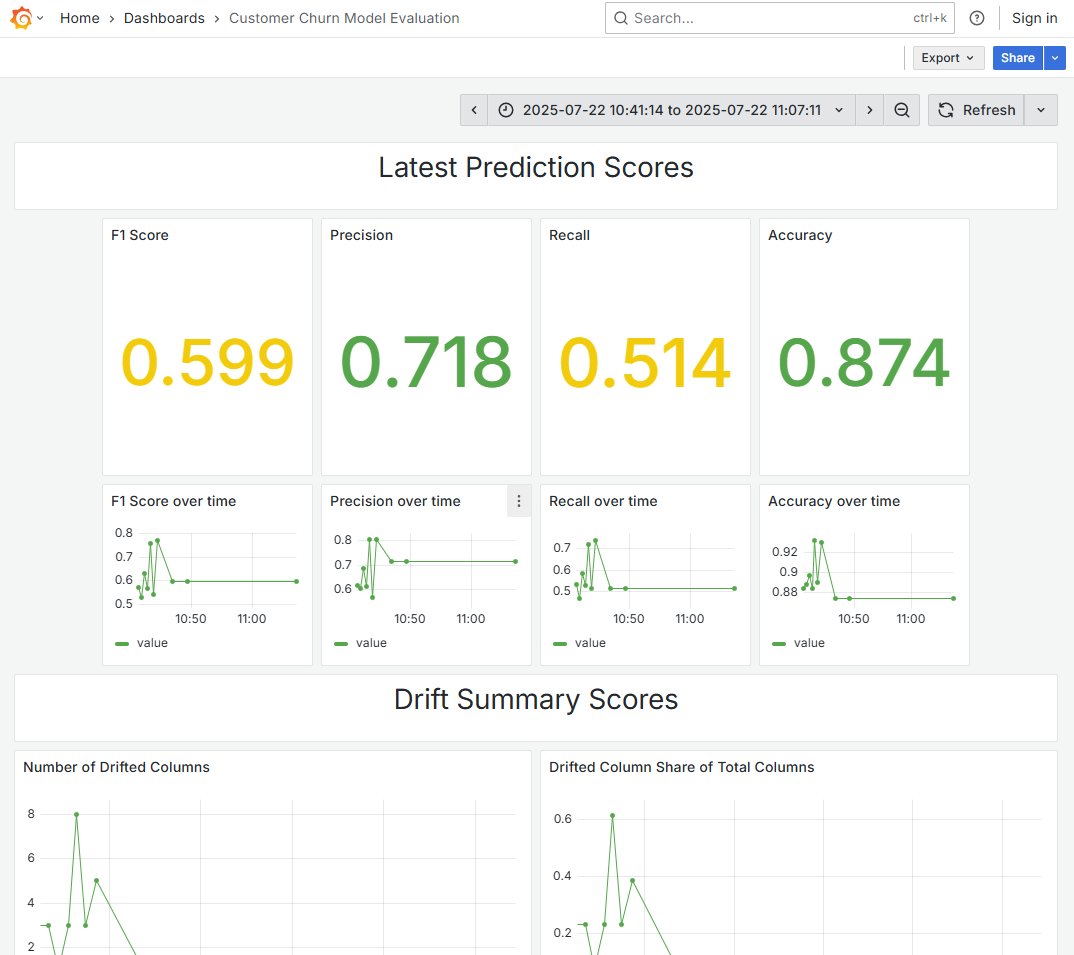 Home › Dashboards › Customer Churn Model Evaluation
Search... ctrl+k
Sign in
Export
Share
2025-07-22 10:41:14 to 2025-07-22 11:07:11
Refresh
Latest Prediction Scores
F1 Score
0.599
Precision
0.718
Recall
0.514
Accuracy
0.874
F1 Score over time
0.8
0.7
0.6
0.5
10:50 11:00
value
Precision over time
0.8
0.7
0.6
10:50 11:00
value
Recall over time
0.7
0.6
0.5
10:50 11:00
value
Accuracy over time
0.92
0.9
0.88
10:50 11:00
value
Drift Summary Scores
Number of Drifted Columns
8
6
4
2
Drifted Column Share of Total Columns
0.6
0.4
0.2